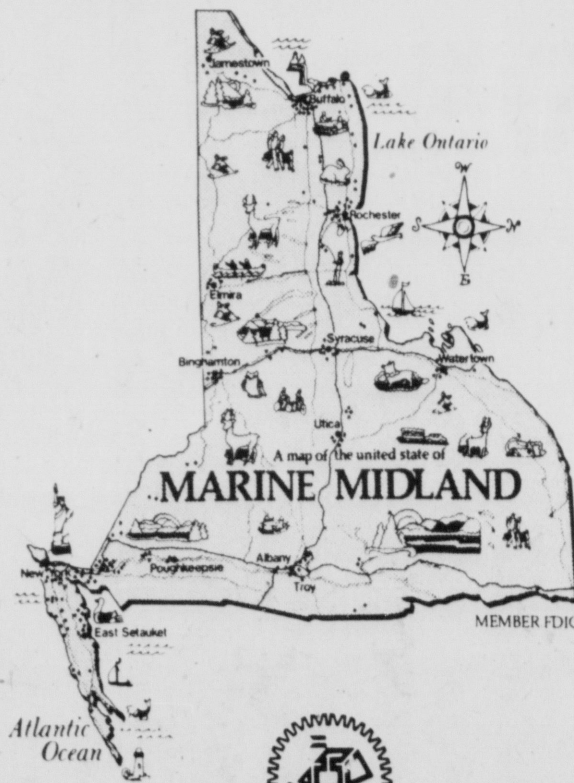 Jamestown
Buffalo
Lake Ontario
Rochester
W
S
N
E
Elmira
Syracuse
Binghamton
Watertown
Utica
A map of the united state of
MARINE MIDLAND
New
Poughkeepsie
Albany
Troy
MEMBER FDIC
East Setauket
Atlantic
Ocean